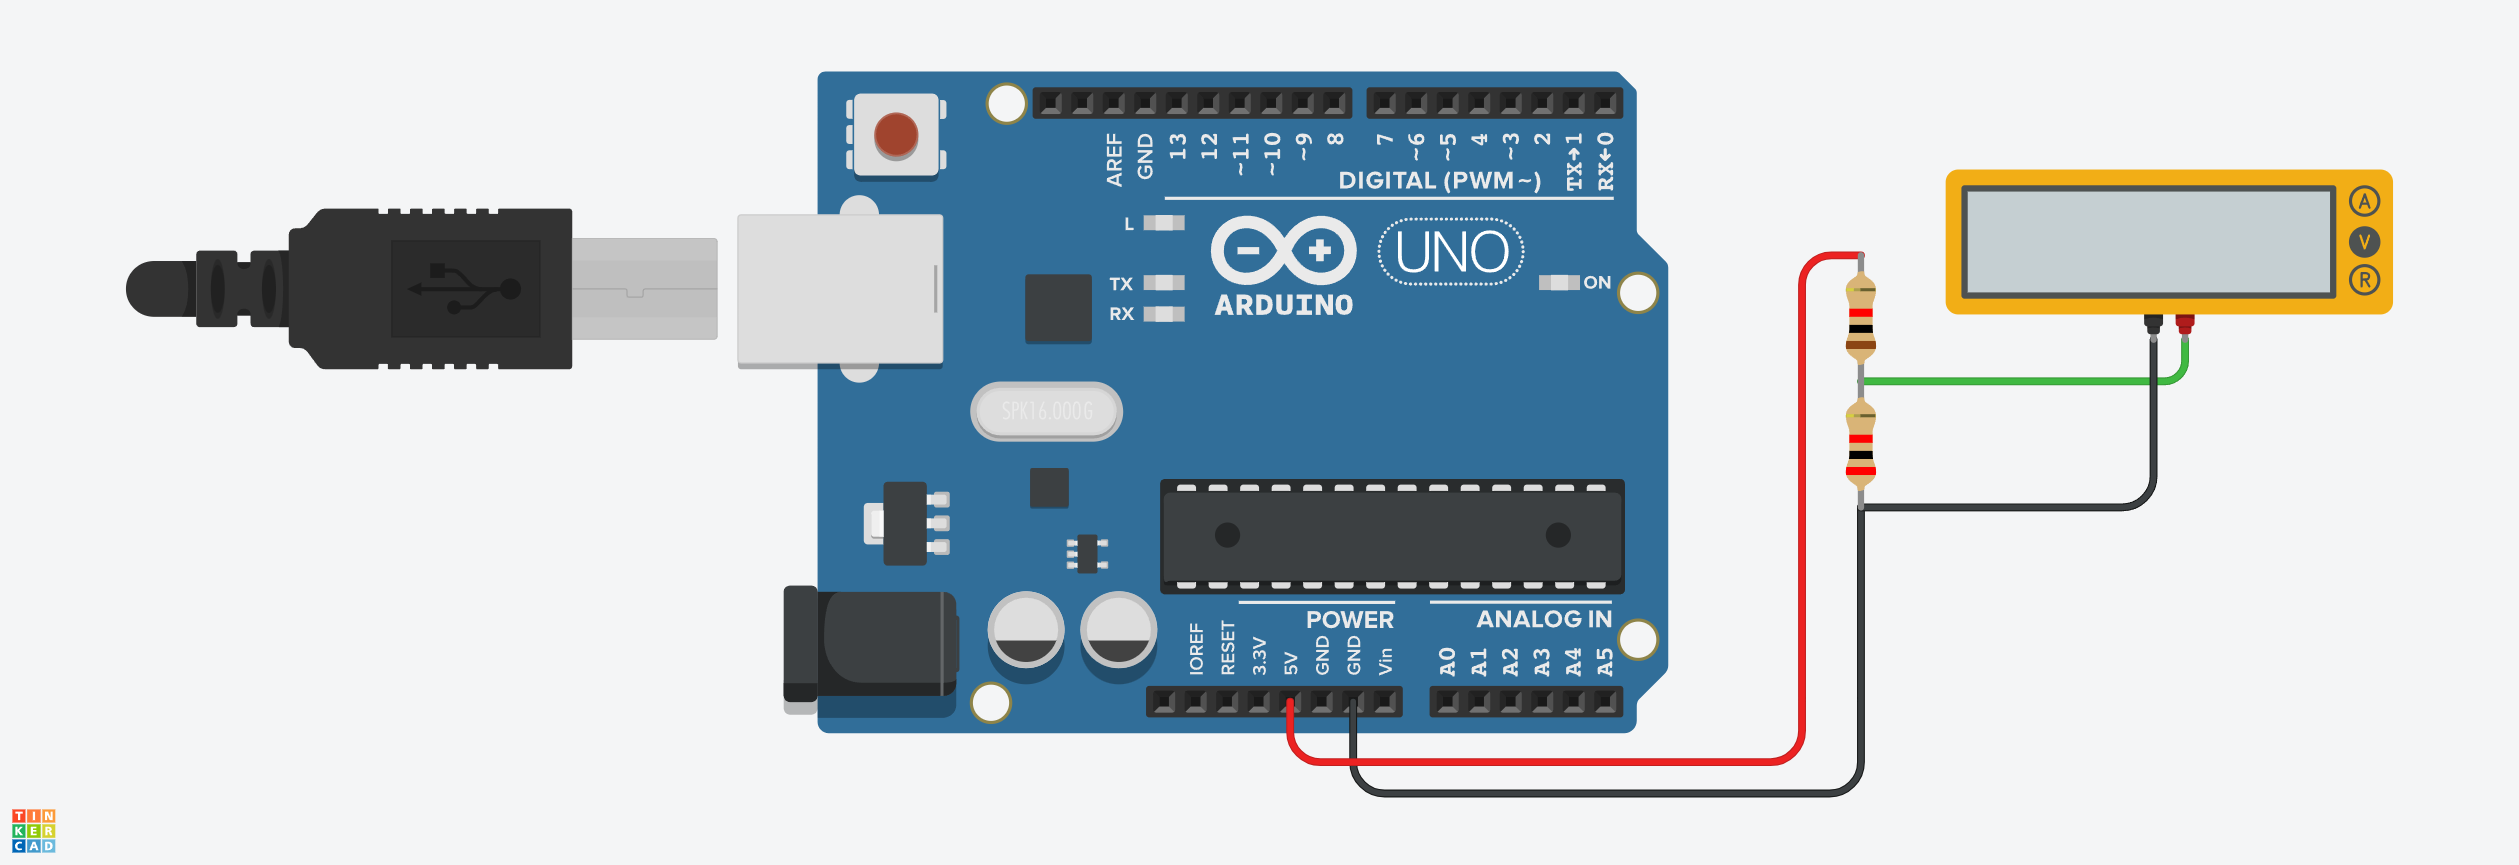 AREF
GND
13
12
~11
~10
~9
8
7
~6
~5
4
~3
2
TX→1
RX←0
DIGITAL (PWM~)
L
TX
RX
UNO
ON
ARDUINO
A
V
R
SPK16.000G
POWER
ANALOG IN
IOREF
RESET
3.3V
5V
GND
GND
Vin
A0
A1
A2
A3
A4
A5
TIN
KER
CAD